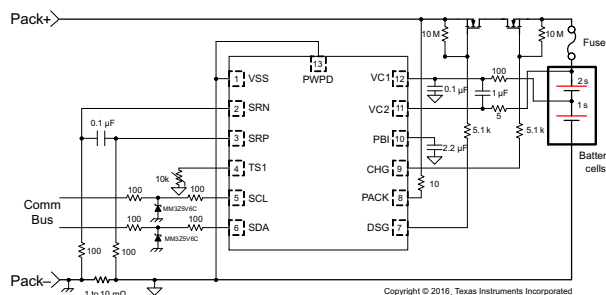 Pack+
10 M
10 M
Fuse
13
PWPD
1 VSS
VC1 12
100
2 s
0.1 µF
1 µF
2 SRN
VC2 11
5
1 s
0.1 µF
3 SRP
PBI 10
5.1 k
5.1 k
2.2 µF
Batter
cells
4 TS1
CHG 9
10k
10
100
100
5 SCL
PACK 8
Comm
Bus
MM3Z5V6C
100
100
6 SDA
DSG 7
MM3Z5V6C
100
100
Pack–
1 to 10 mΩ
Copyright © 2016, Texas Instruments Incorporated